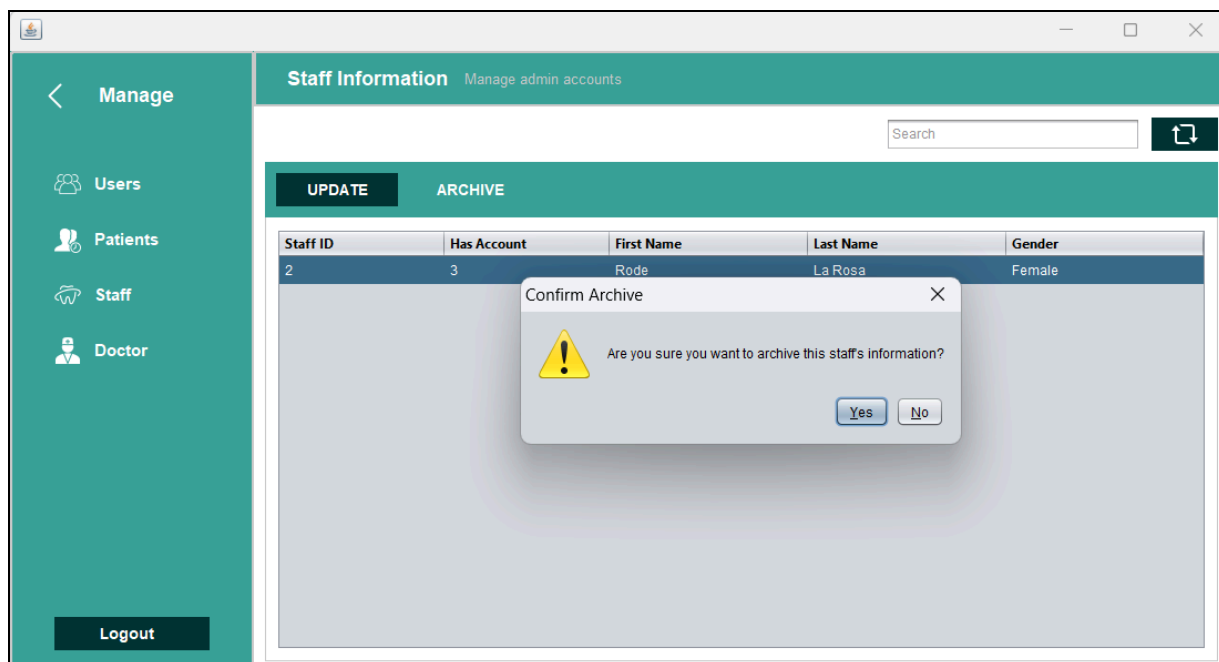 Manage
Users
Patients
Staff
Doctor
Logout
Staff Information Manage admin accounts
Search
UPDATE ARCHIVE
Staff ID Has Account First Name Last Name Gender
2 3 Rode La Rosa Female
Confirm Archive
Are you sure you want to archive this staff's information?
Yes No